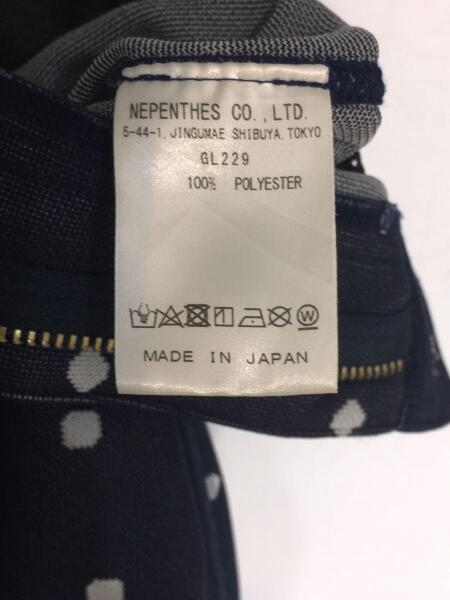 NEPENTHES CO.,LTD.
5-44-1, JINGUMAE SHIBUYA, TOKYO
GL229
100% POLYESTER
W
MADE IN JAPAN